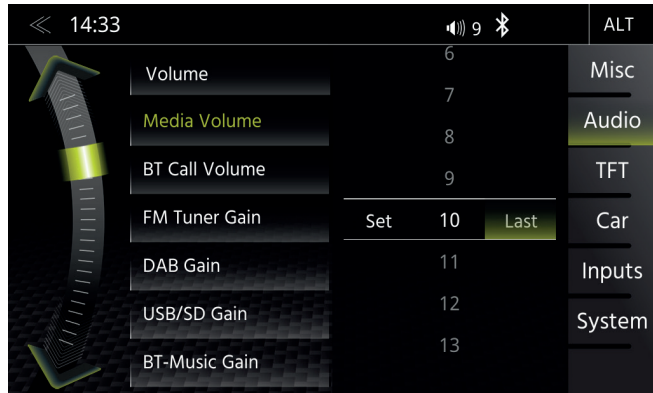 14:33
9
ALT
Volume
Media Volume
BT Call Volume
FM Tuner Gain
DAB Gain
USB/SD Gain
BT-Music Gain
6
7
8
9
Set 10 Last
11
12
13
Misc
Audio
TFT
Car
Inputs
System